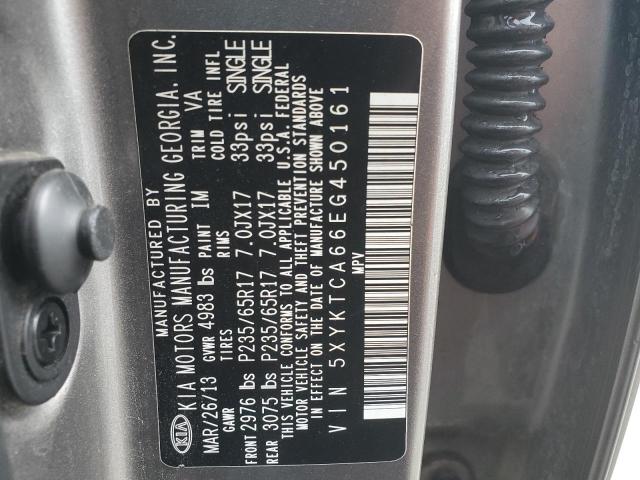 MANUFACTURED BY
KIA KIA MOTORS MANUFACTURING GEORGIA, INC.
MAR/26/13 GVWR 4983 lbs PAINT IM TRIM VA
GAWR TIRES RIMS COLD TIRE INFL
FRONT 2976 lbs P235/65R17 7.0JX17 33psi SINGLE
REAR 3075 lbs P235/65R17 7.0JX17 33psi SINGLE
THIS VEHICLE CONFORMS TO ALL APPLICABLE U.S.A. FEDERAL
MOTOR VEHICLE SAFETY AND THEFT PREVENTION STANDARDS
IN EFFECT ON THE DATE OF MANUFACTURE SHOWN ABOVE
VIN 5XYKTCA66EG450161
MPV